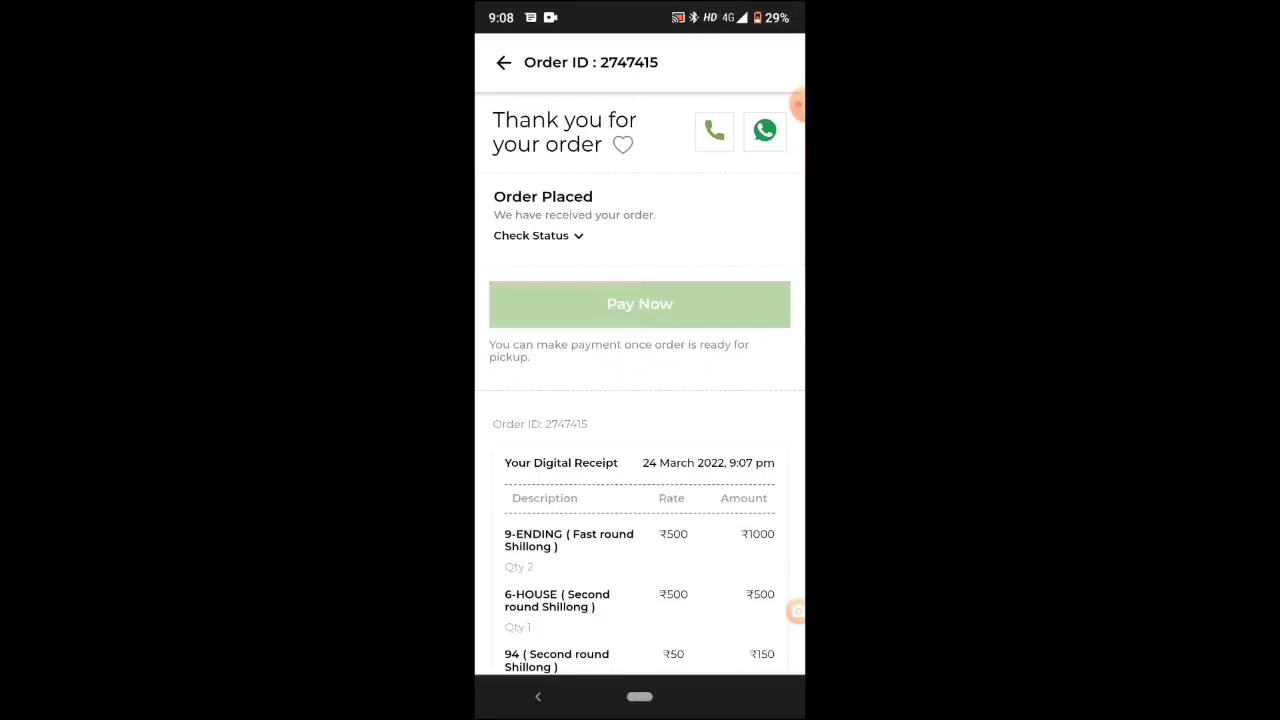 9:08 HD 4G 29%
Order ID : 2747415
Thank you for
your order
Order Placed
We have received your order.
Check Status
Pay Now
You can make payment once order is ready for
pickup.
Order ID: 2747415
Your Digital Receipt 24 March 2022, 9:07 pm
Description Rate Amount
9-ENDING ( Fast round ₹500 ₹1000
Shillong )
Qty 2
6-HOUSE ( Second ₹500 ₹500
round Shillong )
Qty 1
94 ( Second round ₹50 ₹150
Shillong )